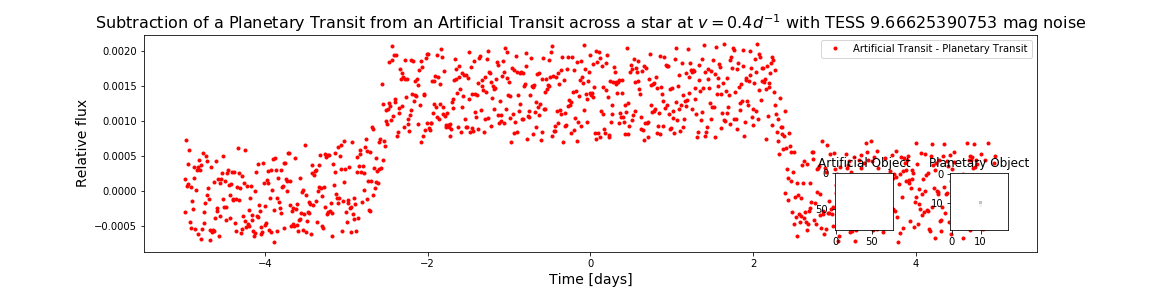 Subtraction of a Planetary Transit from an Artificial Transit across a star at v = 0.4d⁻¹ with TESS 9.66625390753 mag noise
Relative flux
0.0020
0.0015
0.0010
0.0005
0.0000
−0.0005
Artificial Transit - Planetary Transit
Artificial Object
0
50
0 50
Planetary Object
0
10
0 10
−4 −2 0 2 4
Time [days]